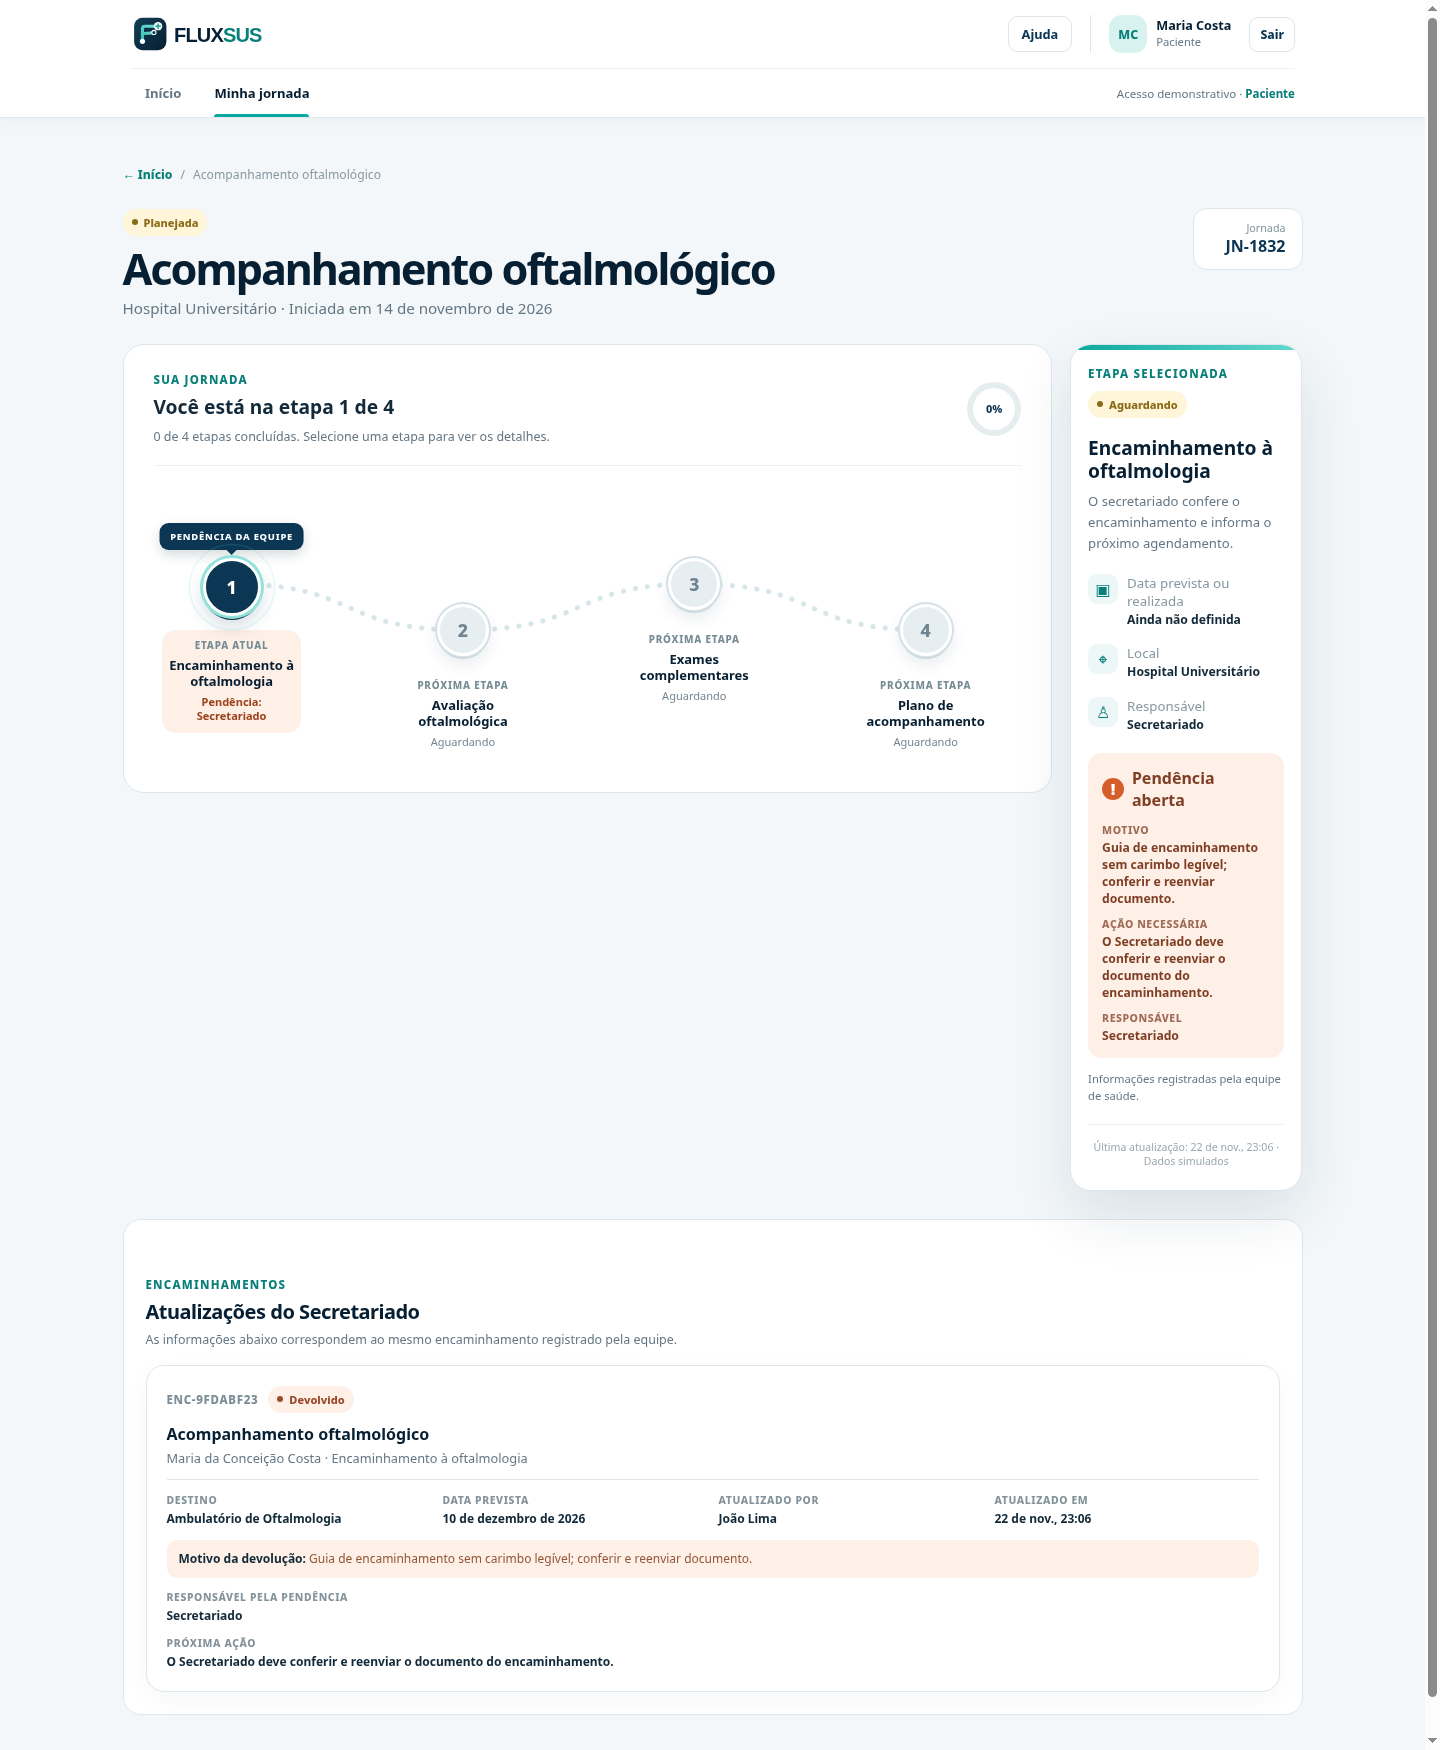 FLUXSUS
Ajuda
MC
Maria Costa
Paciente
Sair
Início
Minha jornada
Acesso demonstrativo · Paciente
← Início / Acompanhamento oftalmológico
Planejada
Acompanhamento oftalmológico
Hospital Universitário · Iniciada em 14 de novembro de 2026
Jornada
JN-1832
SUA JORNADA
Você está na etapa 1 de 4
0 de 4 etapas concluídas. Selecione uma etapa para ver os detalhes.
0%
PENDÊNCIA DA EQUIPE
1
ETAPA ATUAL
Encaminhamento à
oftalmologia
Pendência:
Secretariado
2
PRÓXIMA ETAPA
Avaliação
oftalmológica
Aguardando
3
PRÓXIMA ETAPA
Exames
complementares
Aguardando
4
PRÓXIMA ETAPA
Plano de
acompanhamento
Aguardando
ETAPA SELECIONADA
Aguardando
Encaminhamento à
oftalmologia
O secretariado confere o
encaminhamento e informa o
próximo agendamento.
Data prevista ou
realizada
Ainda não definida
Local
Hospital Universitário
Responsável
Secretariado
!
Pendência
aberta
MOTIVO
Guia de encaminhamento
sem carimbo legível;
conferir e reenviar
documento.
AÇÃO NECESSÁRIA
O Secretariado deve
conferir e reenviar o
documento do
encaminhamento.
RESPONSÁVEL
Secretariado
Informações registradas pela equipe
de saúde.
Última atualização: 22 de nov., 23:06 ·
Dados simulados
ENCAMINHAMENTOS
Atualizações do Secretariado
As informações abaixo correspondem ao mesmo encaminhamento registrado pela equipe.
ENC-9FDABF23
Devolvido
Acompanhamento oftalmológico
Maria da Conceição Costa · Encaminhamento à oftalmologia
DESTINO
Ambulatório de Oftalmologia
DATA PREVISTA
10 de dezembro de 2026
ATUALIZADO POR
João Lima
ATUALIZADO EM
22 de nov., 23:06
Motivo da devolução: Guia de encaminhamento sem carimbo legível; conferir e reenviar documento.
RESPONSÁVEL PELA PENDÊNCIA
Secretariado
PRÓXIMA AÇÃO
O Secretariado deve conferir e reenviar o documento do encaminhamento.